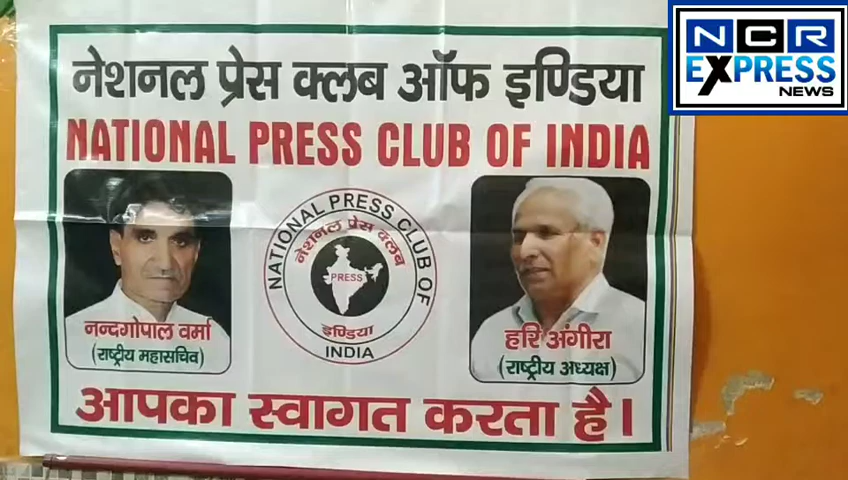 NCR
EXPRESS
NEWS
नेशनल प्रेस क्लब ऑफ इण्डिया
NATIONAL PRESS CLUB OF INDIA
NATIONAL PRESS CLUB OF
नेशनल प्रेस क्लब
PRESS
इण्डिया
INDIA
नन्दगोपाल वर्मा
(राष्ट्रीय महासचिव)
हरि अंगीरा
(राष्ट्रीय अध्यक्ष)
आपका स्वागत करता है।